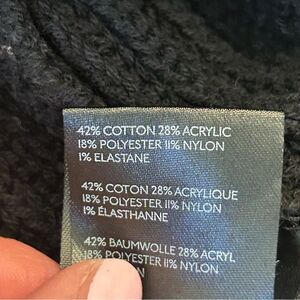 42% COTTON 28% ACRYLIC
18% POLYESTER 11% NYLON
1% ELASTANE
42% COTON 28% ACRYLIQUE
18% POLYESTER 11% NYLON
1% ÉLASTHANNE
42% BAUMWOLLE 28% ACRYL
18% POLYESTER 11% NYLON